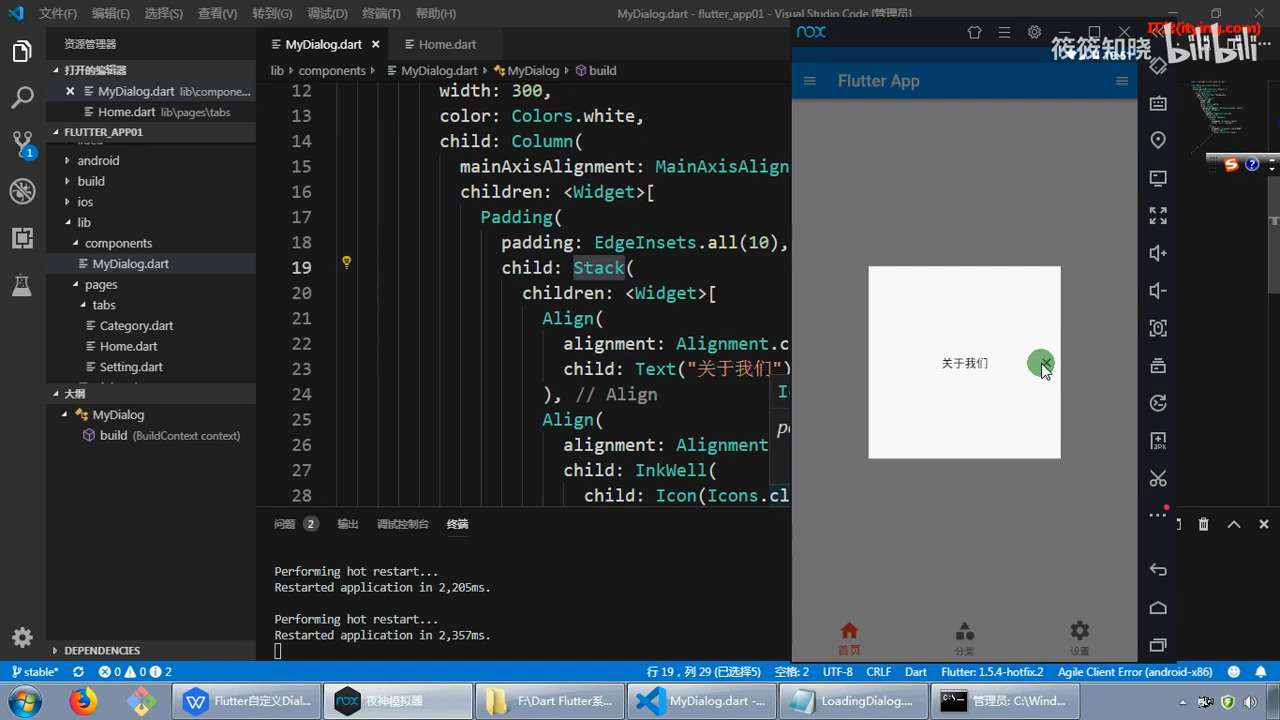 文件(F) 编辑(E) 选择(S) 查看(V) 转到(G) 调试(D) 终端(T) 帮助(H)
MyDialog.dart - flutter_app01 - Visual Studio Code [管理员]
资源管理器
打开的编辑器
MyDialog.dart lib\compone...
Home.dart lib\pages\tabs
FLUTTER_APP01
android
build
ios
lib
components
MyDialog.dart
pages
tabs
Category.dart
Home.dart
Setting.dart
大纲
MyDialog
build (BuildContext context)
DEPENDENCIES
MyDialog.dart
Home.dart
lib components MyDialog.dart MyDialog build
12 width: 300,
13 color: Colors.white,
14 child: Column(
15 mainAxisAlignment: MainAxisAlign
16 children: <Widget>[
17 Padding(
18 padding: EdgeInsets.all(10),
19 child: Stack(
20 children: <Widget>[
21 Align(
22 alignment: Alignment.c
23 child: Text("关于我们")
24 ), // Align
25 Align(
26 alignment: Alignment
27 child: InkWell(
28 child: Icon(Icons.cl
问题 2 输出 调试控制台 终端
Performing hot restart...
Restarted application in 2,205ms.
Performing hot restart...
Restarted application in 2,357ms.
nox
筱筱知晓 bilibili
Flutter App
关于我们
首页 分类 设置
stable* 0 0 2
行 19，列 29 (已选择5) 空格: 2 UTF-8 CRLF Dart Flutter: 1.5.4-hotfix.2 Agile Client Error (android-x86)
Flutter自定义Dial...
夜神模拟器
F:\Dart Flutter系...
MyDialog.dart -...
LoadingDialog.dart...
管理员: C:\Wind...